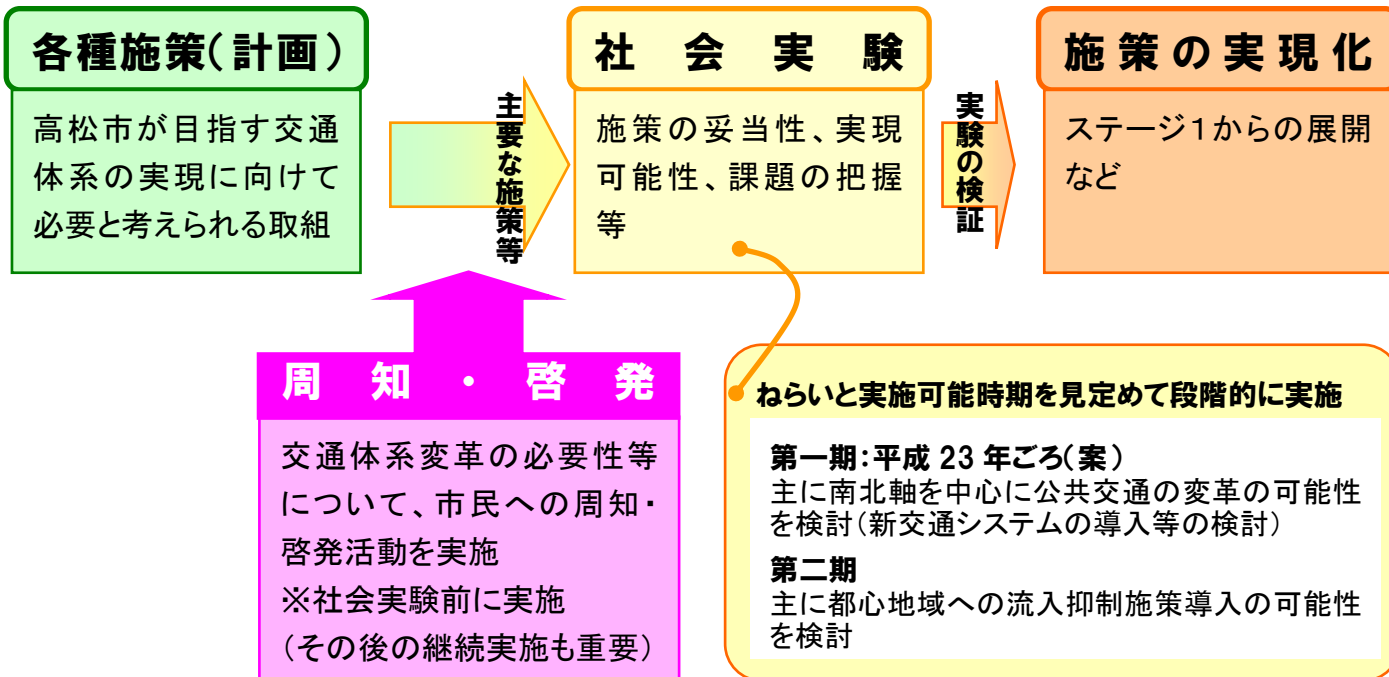 各種施策(計画)
高松市が目指す交通
体系の実現に向けて
必要と考えられる取組
主要な施策等
社会実験
施策の妥当性、実現
可能性、課題の把握
等
実験の検証
施策の実現化
ステージ1からの展開
など
周知・啓発
交通体系変革の必要性等
について、市民への周知・
啓発活動を実施
※社会実験前に実施
(その後の継続実施も重要)
ねらいと実施可能時期を見定めて段階的に実施
第一期:平成 23 年ごろ(案)
主に南北軸を中心に公共交通の変革の可能性
を検討(新交通システムの導入等の検討)
第二期
主に都心地域への流入抑制施策導入の可能性
を検討